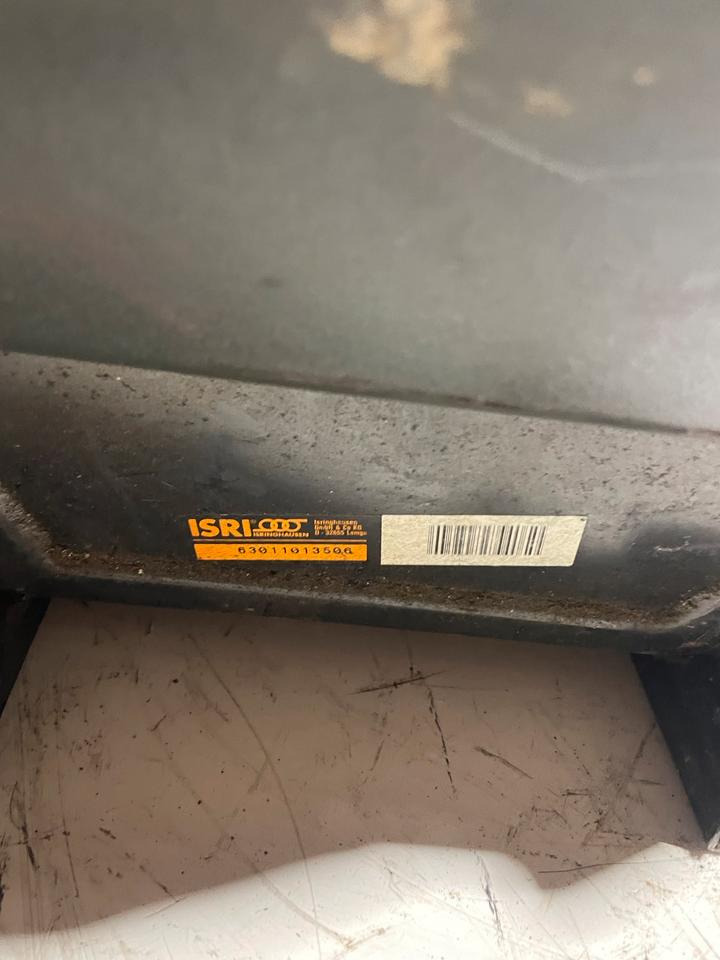 ISRI
ISRINGHAUSEN
Isringhausen
GmbH & Co KG
D - 32655 Lemgo
63011013506